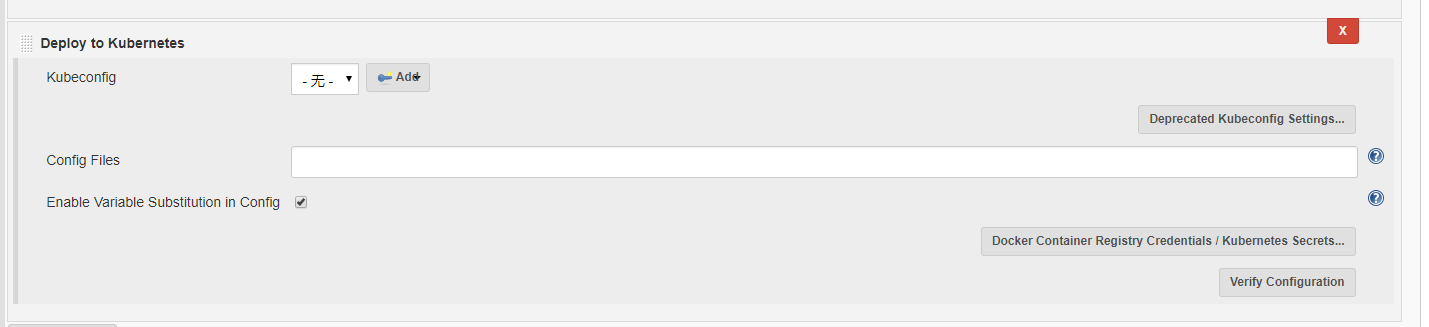 X
Deploy to Kubernetes
Kubeconfig - 无 - Add
Deprecated Kubeconfig Settings...
Config Files
Enable Variable Substitution in Config
Docker Container Registry Credentials / Kubernetes Secrets...
Verify Configuration